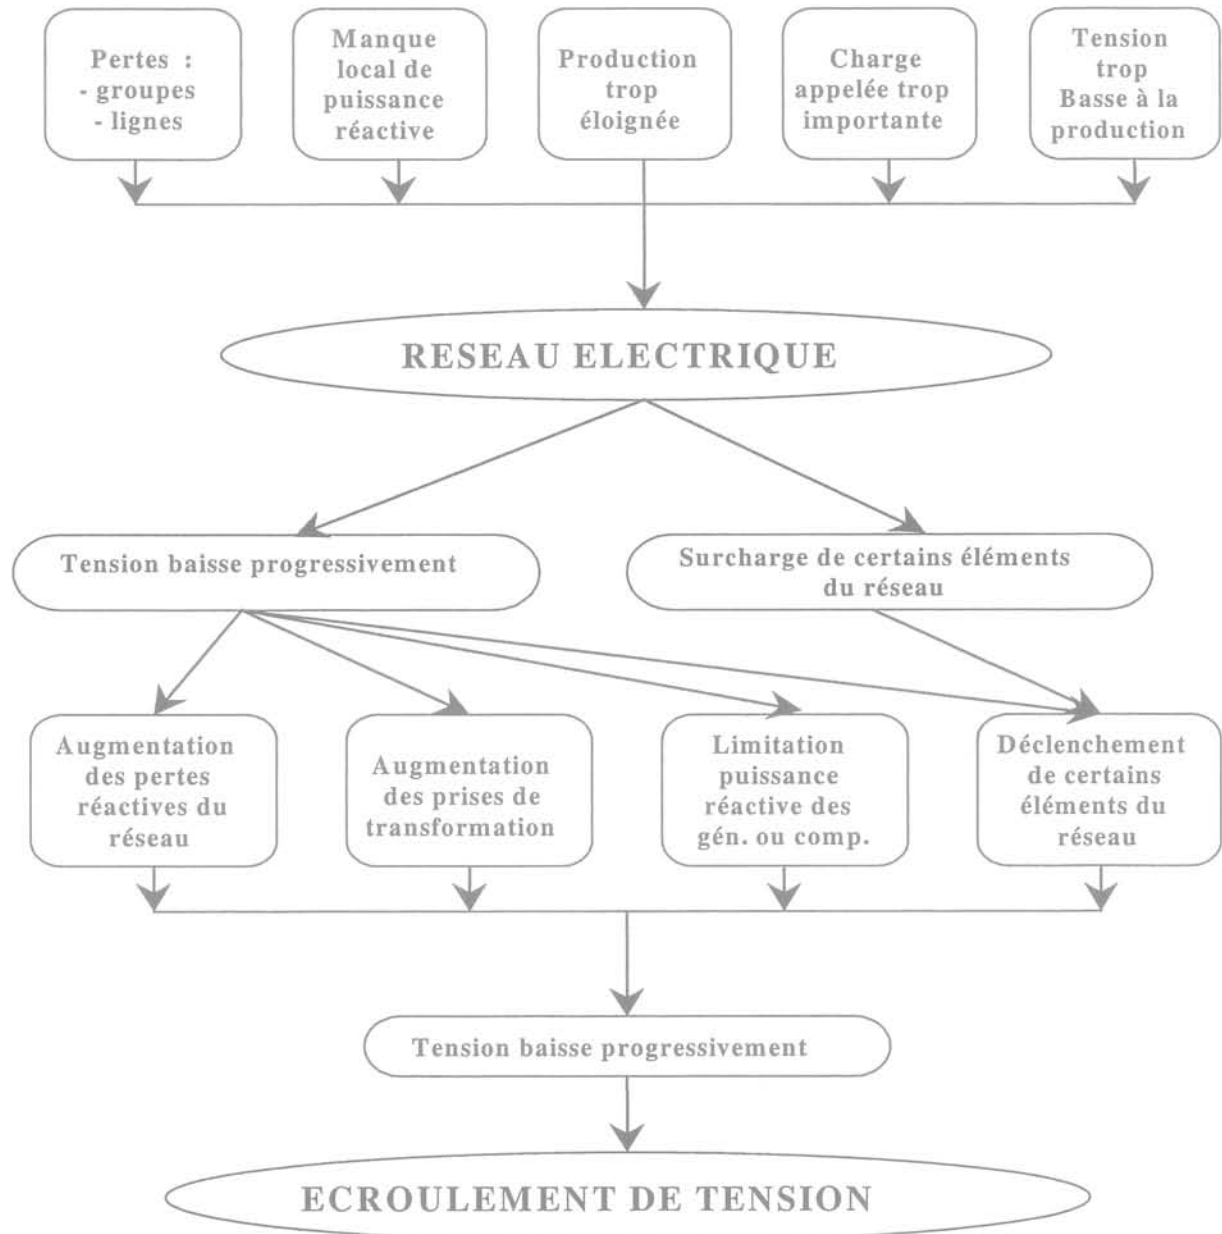 Pertes :
- groupes
- lignes
Manque
local de
puissance
réactive
Production
trop
éloignée
Charge
appelée trop
importante
Tension
trop
Basse à la
production
RESEAU ELECTRIQUE
Tension baisse progressivement
Surcharge de certains éléments
du réseau
Augmentation
des pertes
réactives du
réseau
Augmentation
des prises de
transformation
Limitation
puissance
réactive des
gén. ou comp.
Déclenchement
de certains
éléments du
réseau
Tension baisse progressivement
ECROULEMENT DE TENSION